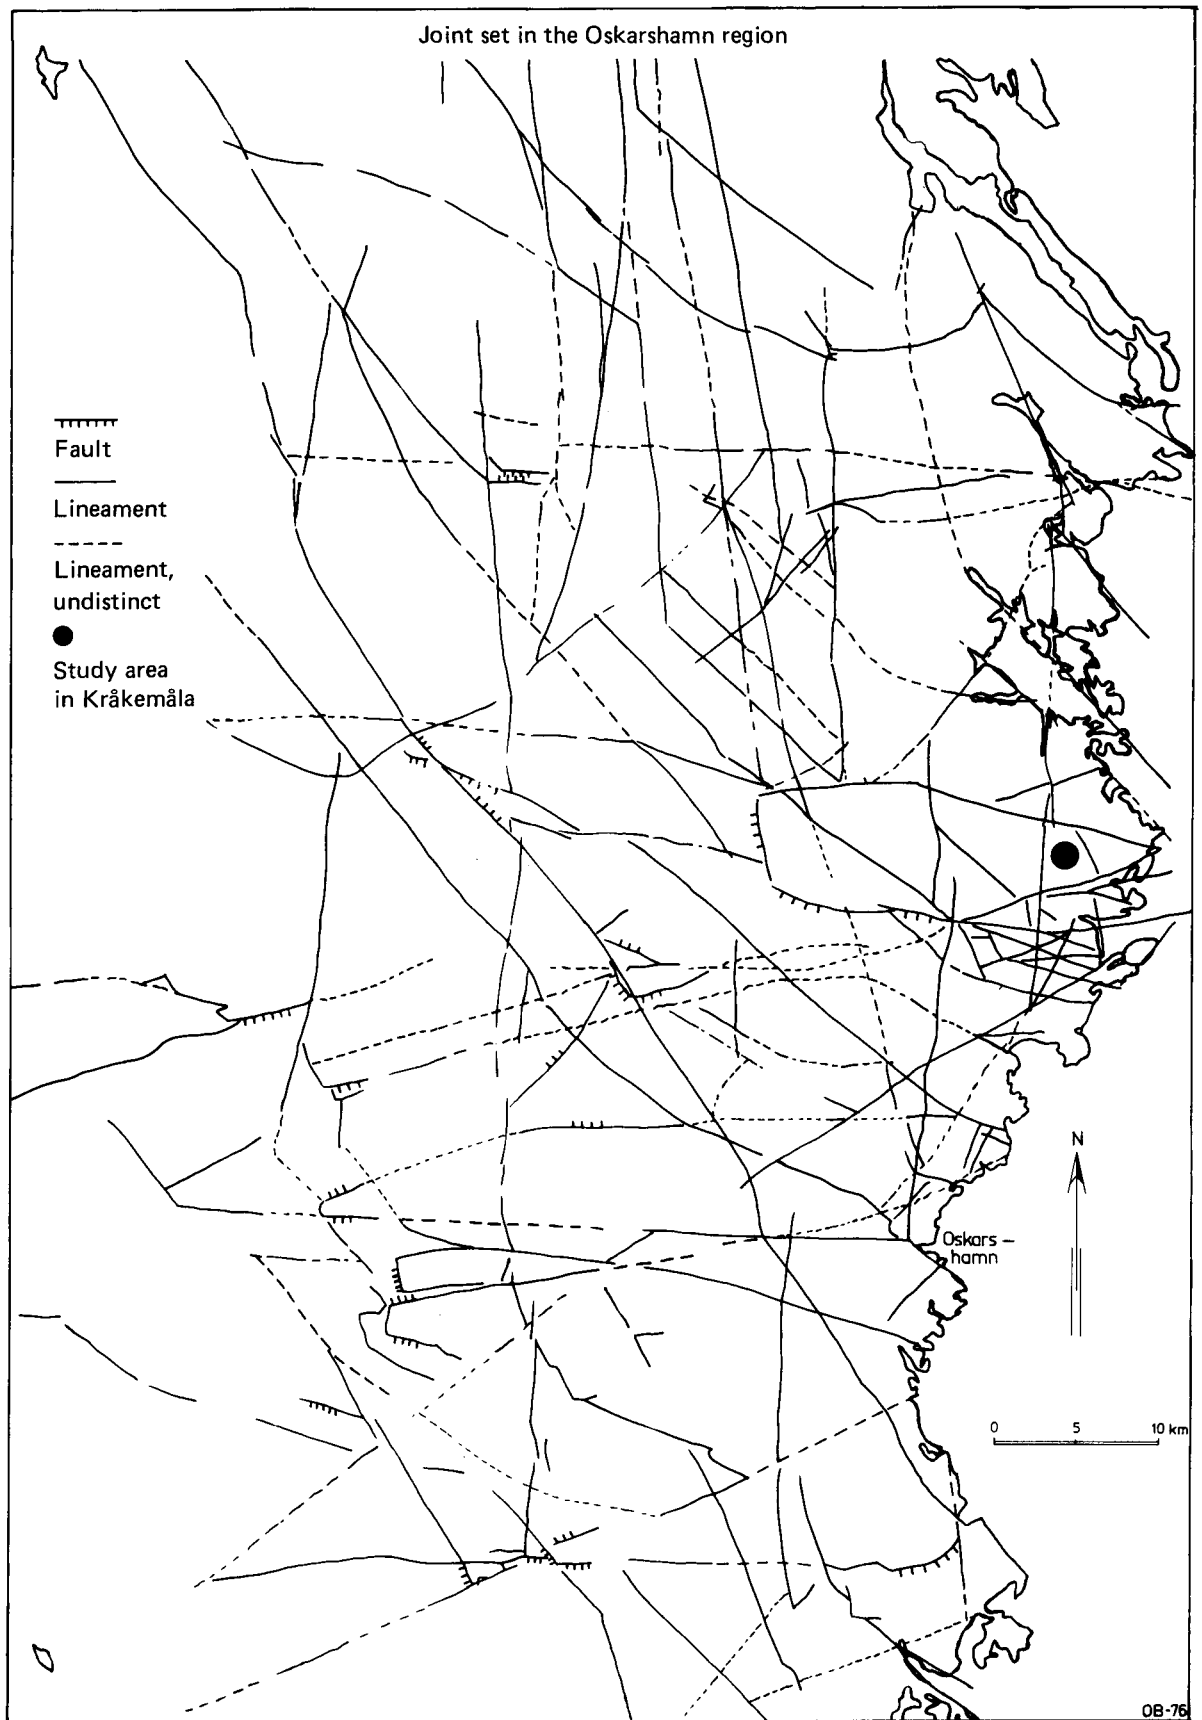 Joint set in the Oskarshamn region
Fault
Lineament
Lineament,
undistinct
Study area
in Kråkemåla
N
Oskars-
hamn
0 5 10 km
OB-76